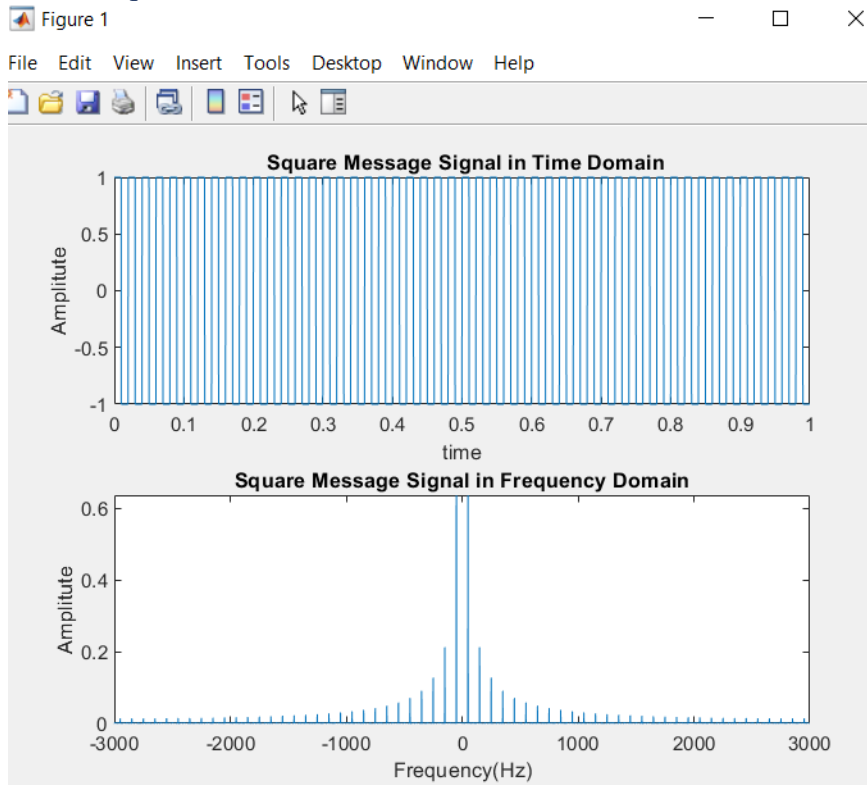 Figure 1
File Edit View Insert Tools Desktop Window Help
Square Message Signal in Time Domain
1
0.5
0
-0.5
-1
Amplitute
0 0.1 0.2 0.3 0.4 0.5 0.6 0.7 0.8 0.9 1
time
Square Message Signal in Frequency Domain
0.6
0.4
0.2
0
Amplitute
-3000 -2000 -1000 0 1000 2000 3000
Frequency(Hz)